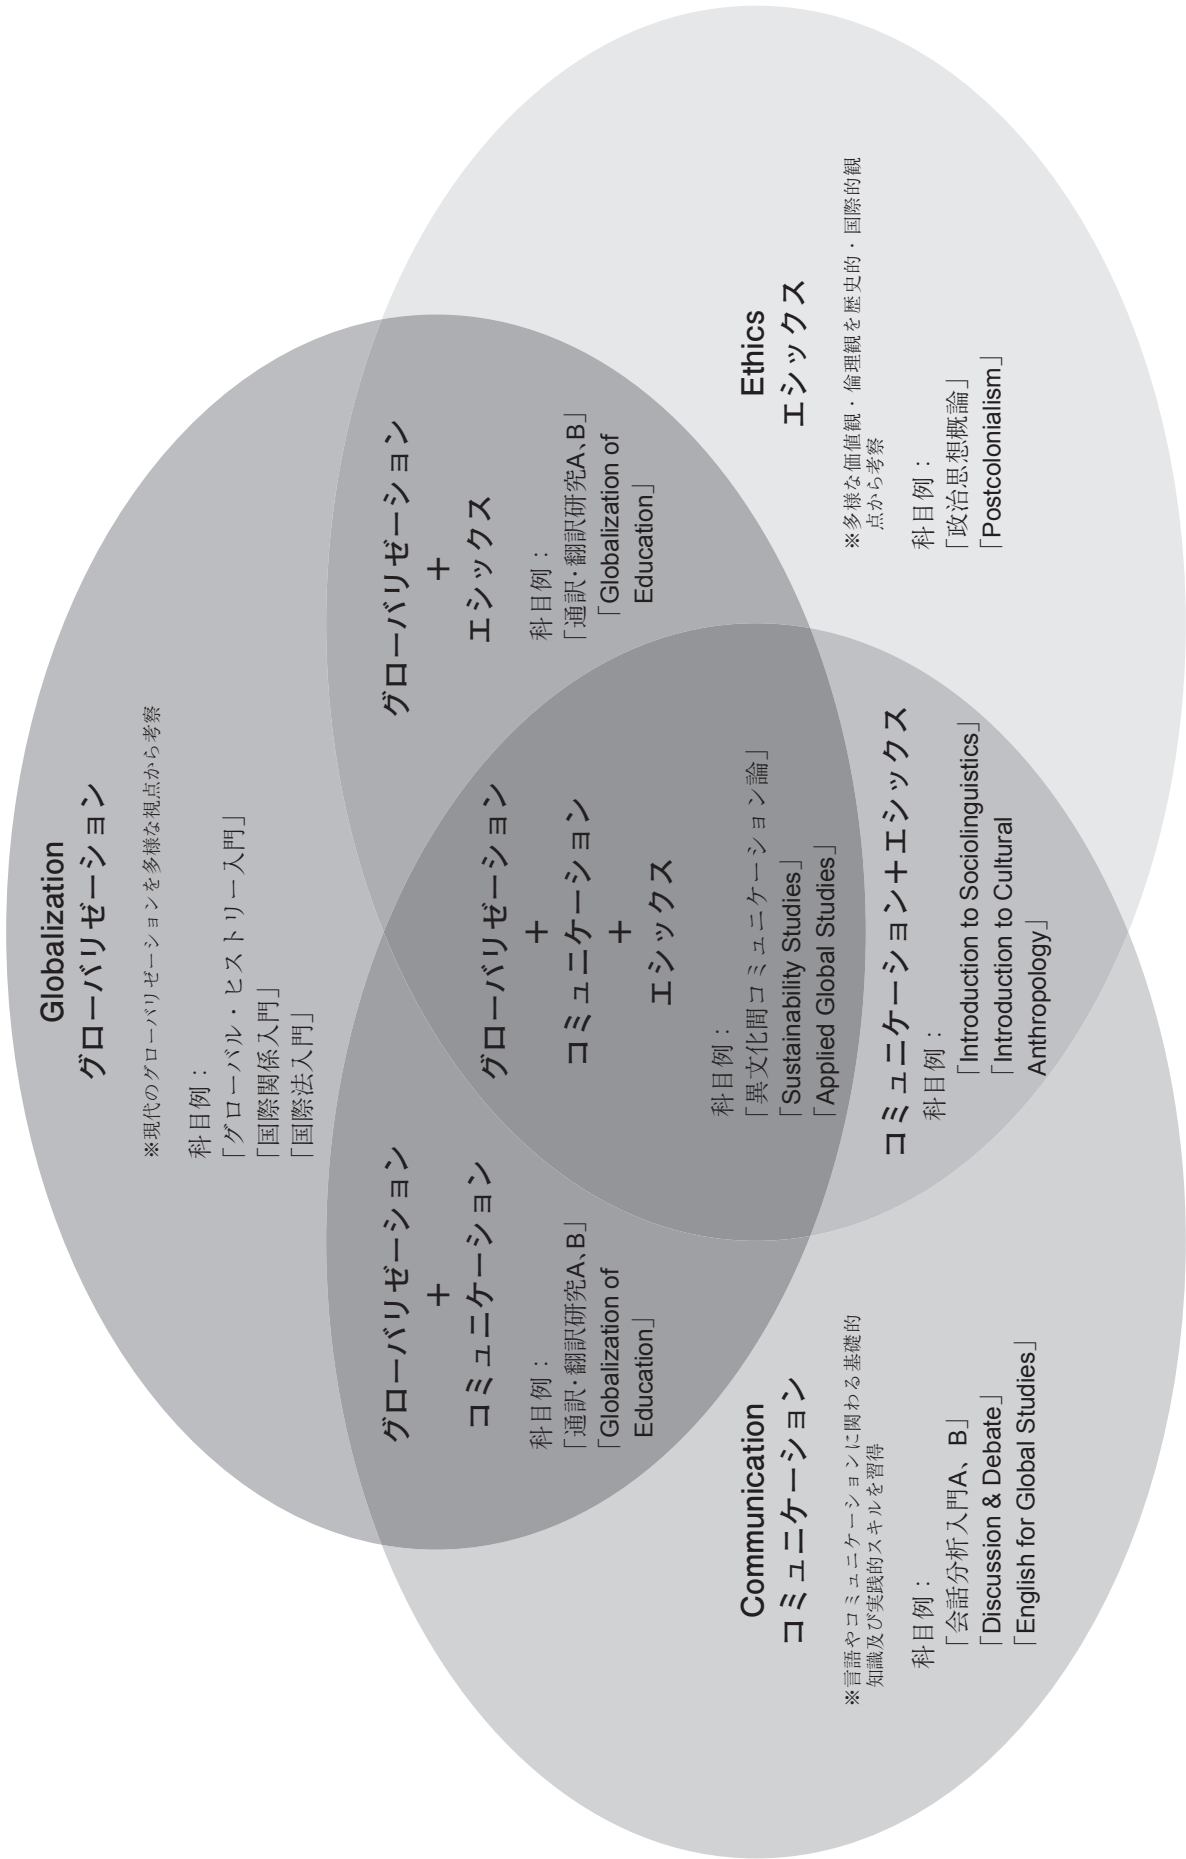 Globalization
グローバリゼーション
※現代のグローバリゼーションを多様な視点から考察
科目例：
「グローバル・ヒストリー入門」
「国際関係入門」
「国際法入門」
グローバリゼーション
＋
コミュニケーション
科目例：
「通訳・翻訳研究A、B」
「Globalization of
Education」
グローバリゼーション
＋
コミュニケーション
＋
エシックス
科目例：
「異文化間コミュニケーション論」
「Sustainability Studies」
「Applied Global Studies」
グローバリゼーション
＋
エシックス
科目例：
「通訳・翻訳研究A、B」
「Globalization of
Education」
Communication
コミュニケーション
※言語やコミュニケーションに関わる基礎的
知識及び実践的スキルを習得
科目例：
「会話分析入門A、B」
「Discussion & Debate」
「English for Global Studies」
コミュニケーション＋エシックス
科目例：
「Introduction to Sociolinguistics」
「Introduction to Cultural
Anthropology」
Ethics
エシックス
※多様な価値観・倫理観を歴史的・国際的観
点から考察
科目例：
「政治思想概論」
「Postcolonialism」